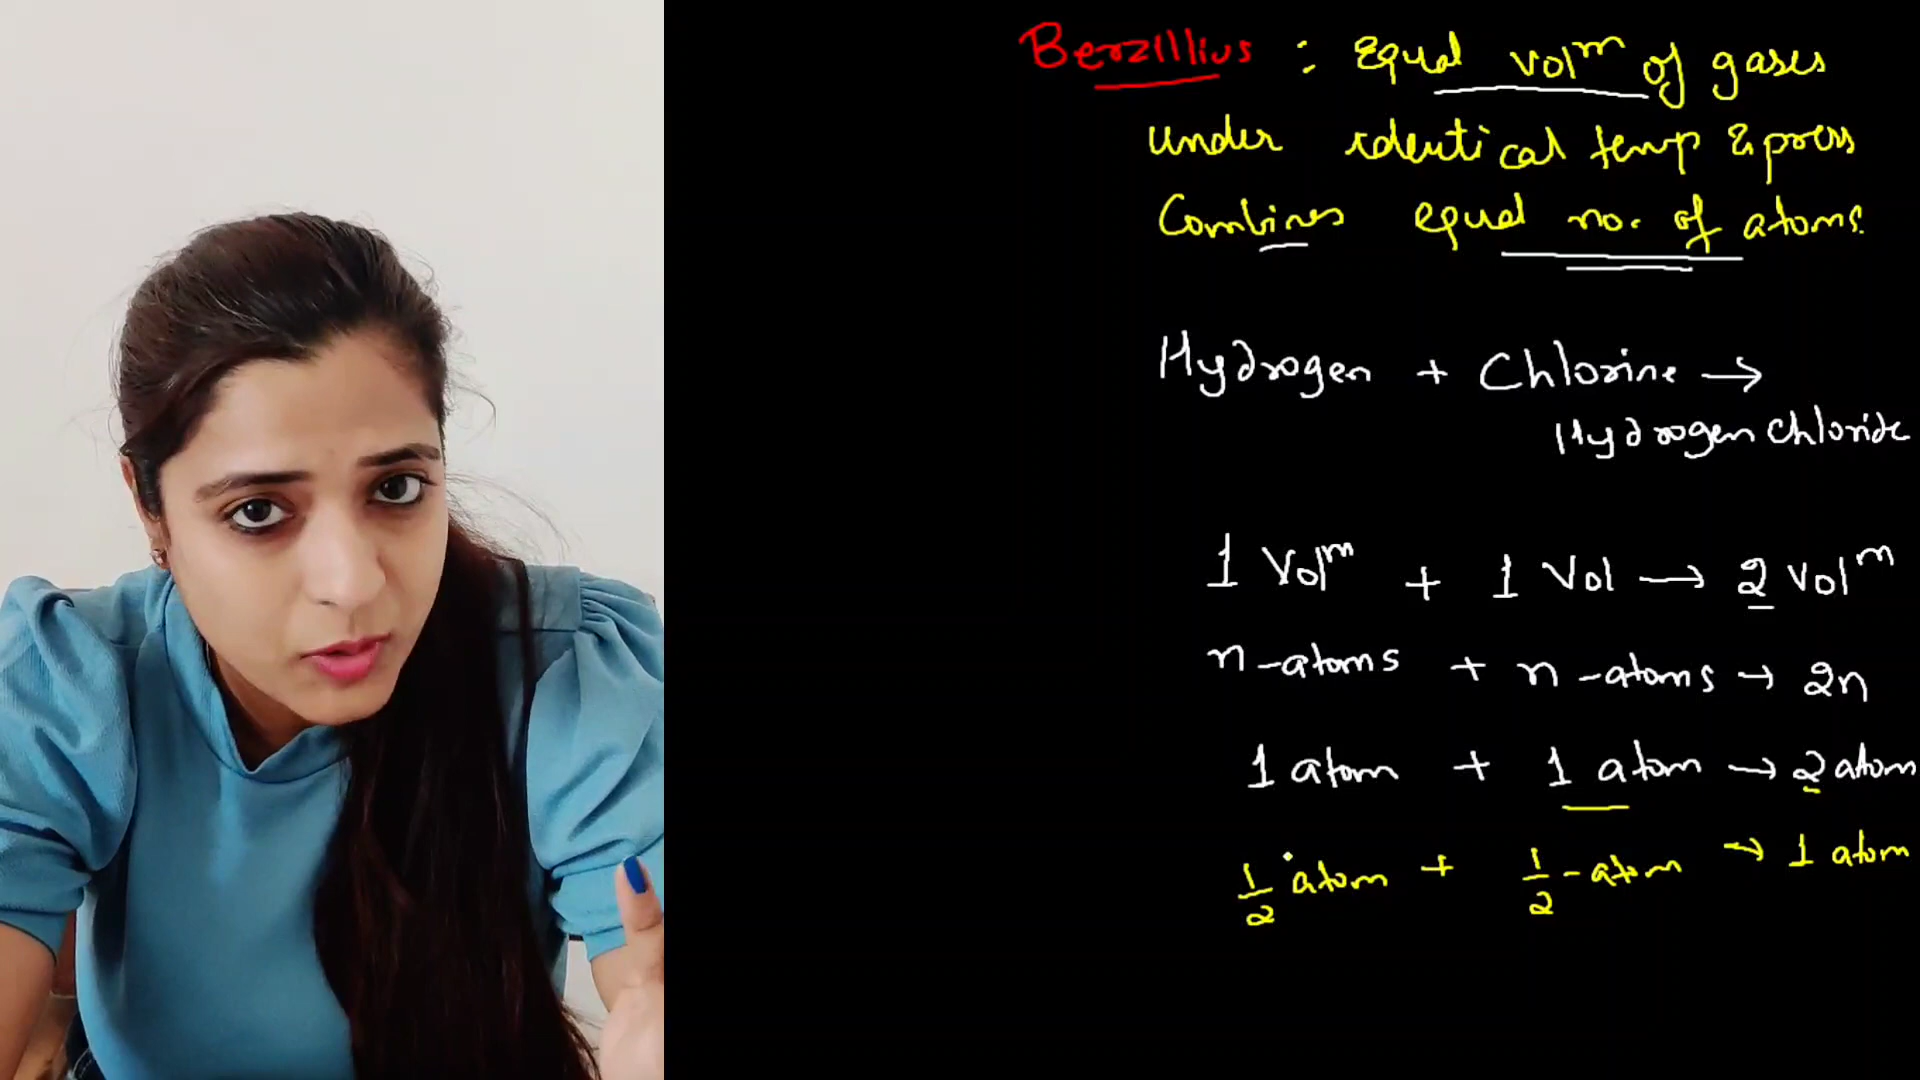 Berzillius : Equal volᵐ of gases
under identical temp & press
Combines equal no. of atoms.
Hydrogen + Chlorine →
Hydrogen chloride
1 Volᵐ + 1 Vol → 2 volᵐ
n-atoms + n-atoms → 2n
1 atom + 1 atom → 2 atom
1/2 atom + 1/2-atom → 1 atom